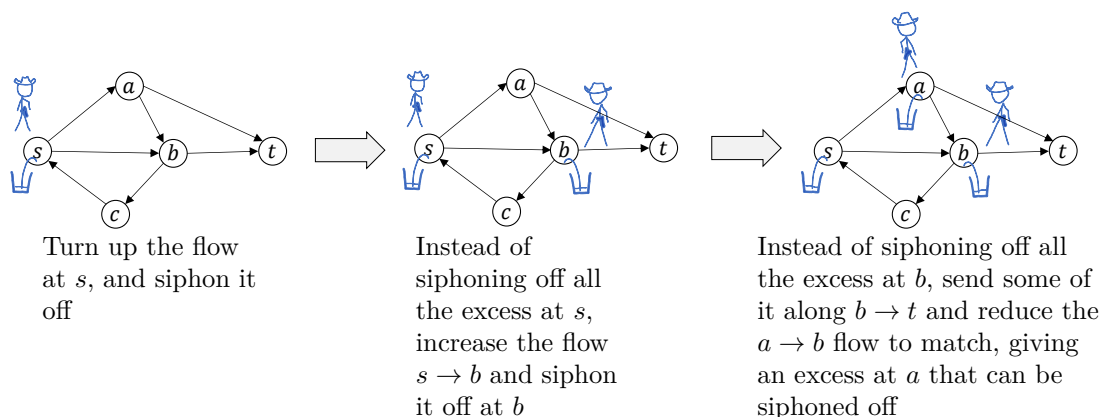 a
s
b
t
c
Turn up the flow
at s, and siphon it
off
a
s
b
t
c
Instead of
siphoning off all
the excess at s,
increase the flow
s → b and siphon
it off at b
a
s
b
t
c
Instead of siphoning off all
the excess at b, send some of
it along b → t and reduce the
a → b flow to match, giving
an excess at a that can be
siphoned off